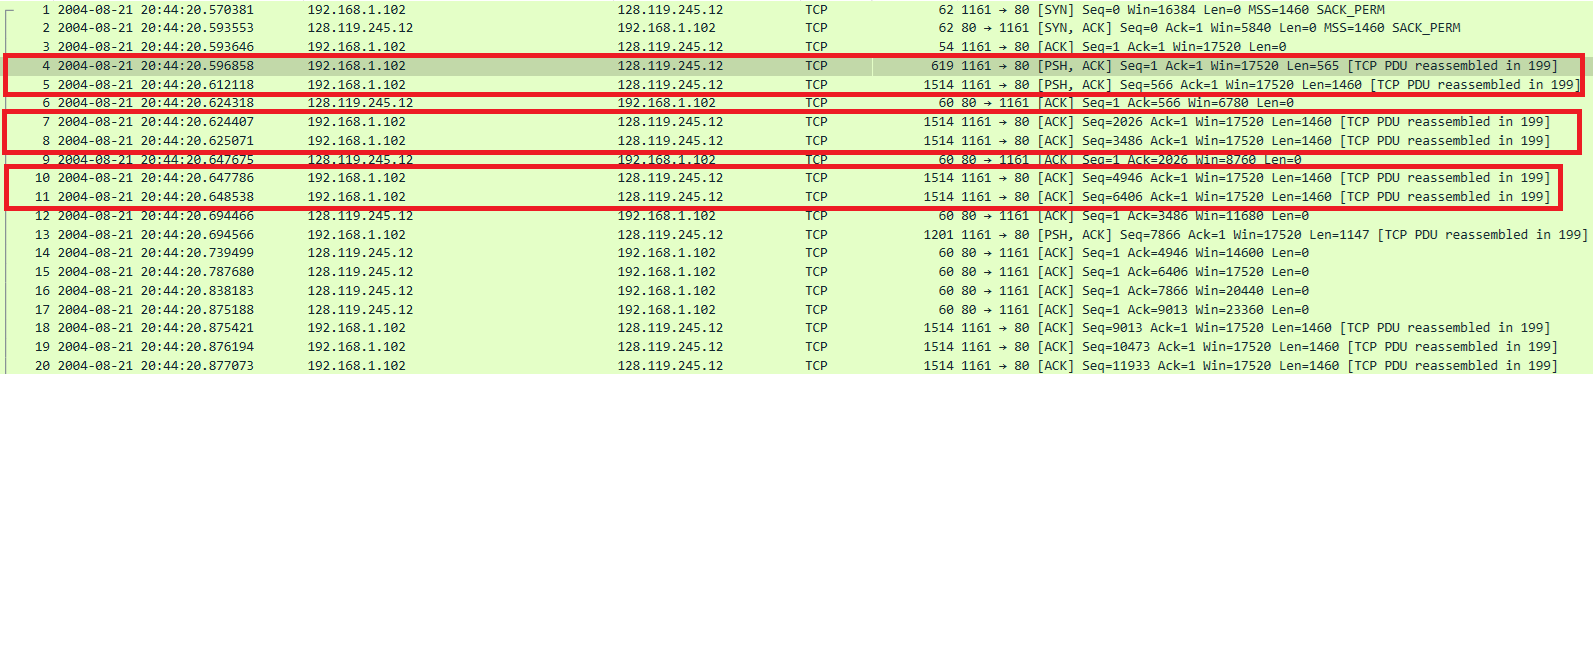 1 2004-08-21 20:44:20.570381 192.168.1.102 128.119.245.12 TCP 62 1161 → 80 [SYN] Seq=0 Win=16384 Len=0 MSS=1460 SACK_PERM
2 2004-08-21 20:44:20.593553 128.119.245.12 192.168.1.102 TCP 62 80 → 1161 [SYN, ACK] Seq=0 Ack=1 Win=5840 Len=0 MSS=1460 SACK_PERM
3 2004-08-21 20:44:20.593646 192.168.1.102 128.119.245.12 TCP 54 1161 → 80 [ACK] Seq=1 Ack=1 Win=17520 Len=0
4 2004-08-21 20:44:20.596858 192.168.1.102 128.119.245.12 TCP 619 1161 → 80 [PSH, ACK] Seq=1 Ack=1 Win=17520 Len=565 [TCP PDU reassembled in 199]
5 2004-08-21 20:44:20.612118 192.168.1.102 128.119.245.12 TCP 1514 1161 → 80 [PSH, ACK] Seq=566 Ack=1 Win=17520 Len=1460 [TCP PDU reassembled in 199]
6 2004-08-21 20:44:20.624318 128.119.245.12 192.168.1.102 TCP 60 80 → 1161 [ACK] Seq=1 Ack=566 Win=6780 Len=0
7 2004-08-21 20:44:20.624407 192.168.1.102 128.119.245.12 TCP 1514 1161 → 80 [ACK] Seq=2026 Ack=1 Win=17520 Len=1460 [TCP PDU reassembled in 199]
8 2004-08-21 20:44:20.625071 192.168.1.102 128.119.245.12 TCP 1514 1161 → 80 [ACK] Seq=3486 Ack=1 Win=17520 Len=1460 [TCP PDU reassembled in 199]
9 2004-08-21 20:44:20.647675 128.119.245.12 192.168.1.102 TCP 60 80 → 1161 [ACK] Seq=1 Ack=2026 Win=8760 Len=0
10 2004-08-21 20:44:20.647786 192.168.1.102 128.119.245.12 TCP 1514 1161 → 80 [ACK] Seq=4946 Ack=1 Win=17520 Len=1460 [TCP PDU reassembled in 199]
11 2004-08-21 20:44:20.648538 192.168.1.102 128.119.245.12 TCP 1514 1161 → 80 [ACK] Seq=6406 Ack=1 Win=17520 Len=1460 [TCP PDU reassembled in 199]
12 2004-08-21 20:44:20.694466 128.119.245.12 192.168.1.102 TCP 60 80 → 1161 [ACK] Seq=1 Ack=3486 Win=11680 Len=0
13 2004-08-21 20:44:20.694566 192.168.1.102 128.119.245.12 TCP 1201 1161 → 80 [PSH, ACK] Seq=7866 Ack=1 Win=17520 Len=1147 [TCP PDU reassembled in 199]
14 2004-08-21 20:44:20.739499 128.119.245.12 192.168.1.102 TCP 60 80 → 1161 [ACK] Seq=1 Ack=4946 Win=14600 Len=0
15 2004-08-21 20:44:20.787680 128.119.245.12 192.168.1.102 TCP 60 80 → 1161 [ACK] Seq=1 Ack=6406 Win=17520 Len=0
16 2004-08-21 20:44:20.838183 128.119.245.12 192.168.1.102 TCP 60 80 → 1161 [ACK] Seq=1 Ack=7866 Win=20440 Len=0
17 2004-08-21 20:44:20.875188 128.119.245.12 192.168.1.102 TCP 60 80 → 1161 [ACK] Seq=1 Ack=9013 Win=23360 Len=0
18 2004-08-21 20:44:20.875421 192.168.1.102 128.119.245.12 TCP 1514 1161 → 80 [ACK] Seq=9013 Ack=1 Win=17520 Len=1460 [TCP PDU reassembled in 199]
19 2004-08-21 20:44:20.876194 192.168.1.102 128.119.245.12 TCP 1514 1161 → 80 [ACK] Seq=10473 Ack=1 Win=17520 Len=1460 [TCP PDU reassembled in 199]
20 2004-08-21 20:44:20.877073 192.168.1.102 128.119.245.12 TCP 1514 1161 → 80 [ACK] Seq=11933 Ack=1 Win=17520 Len=1460 [TCP PDU reassembled in 199]